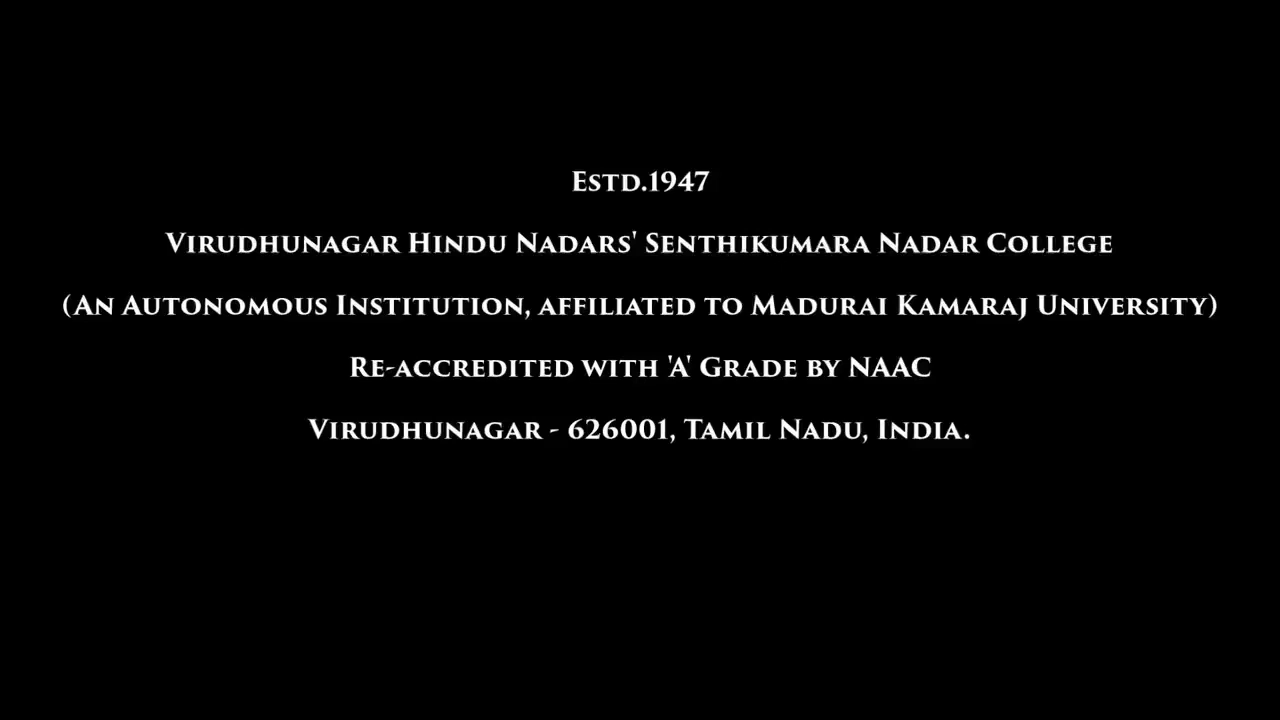 Estd.1947
Virudhunagar Hindu Nadars' Senthikumara Nadar College
(An Autonomous Institution, affiliated to Madurai Kamaraj University)
Re-accredited with 'A' Grade by NAAC
Virudhunagar - 626001, Tamil Nadu, India.